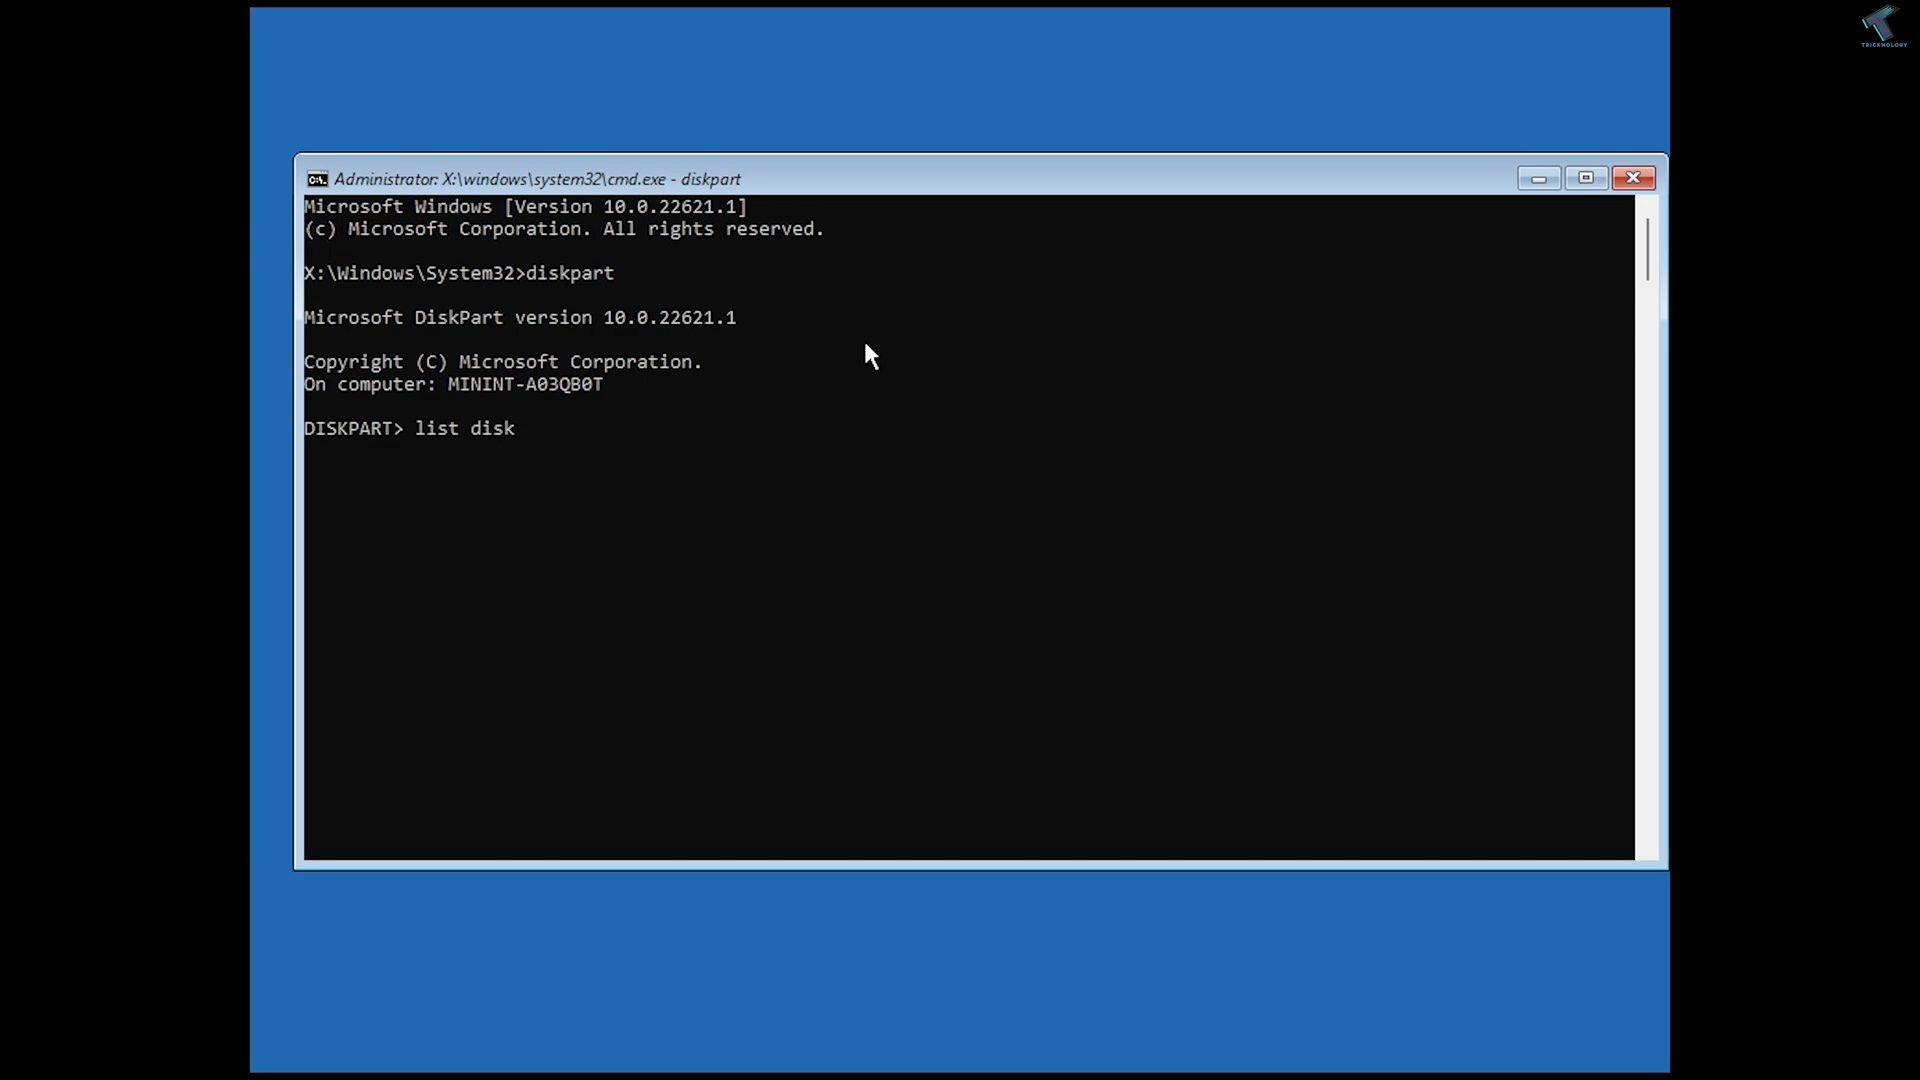 TRICKNOLOGY
Administrator: X:\windows\system32\cmd.exe - diskpart
Microsoft Windows [Version 10.0.22621.1]
(c) Microsoft Corporation. All rights reserved.
X:\Windows\System32>diskpart
Microsoft DiskPart version 10.0.22621.1
Copyright (C) Microsoft Corporation.
On computer: MININT-A03QB0T
DISKPART> list disk